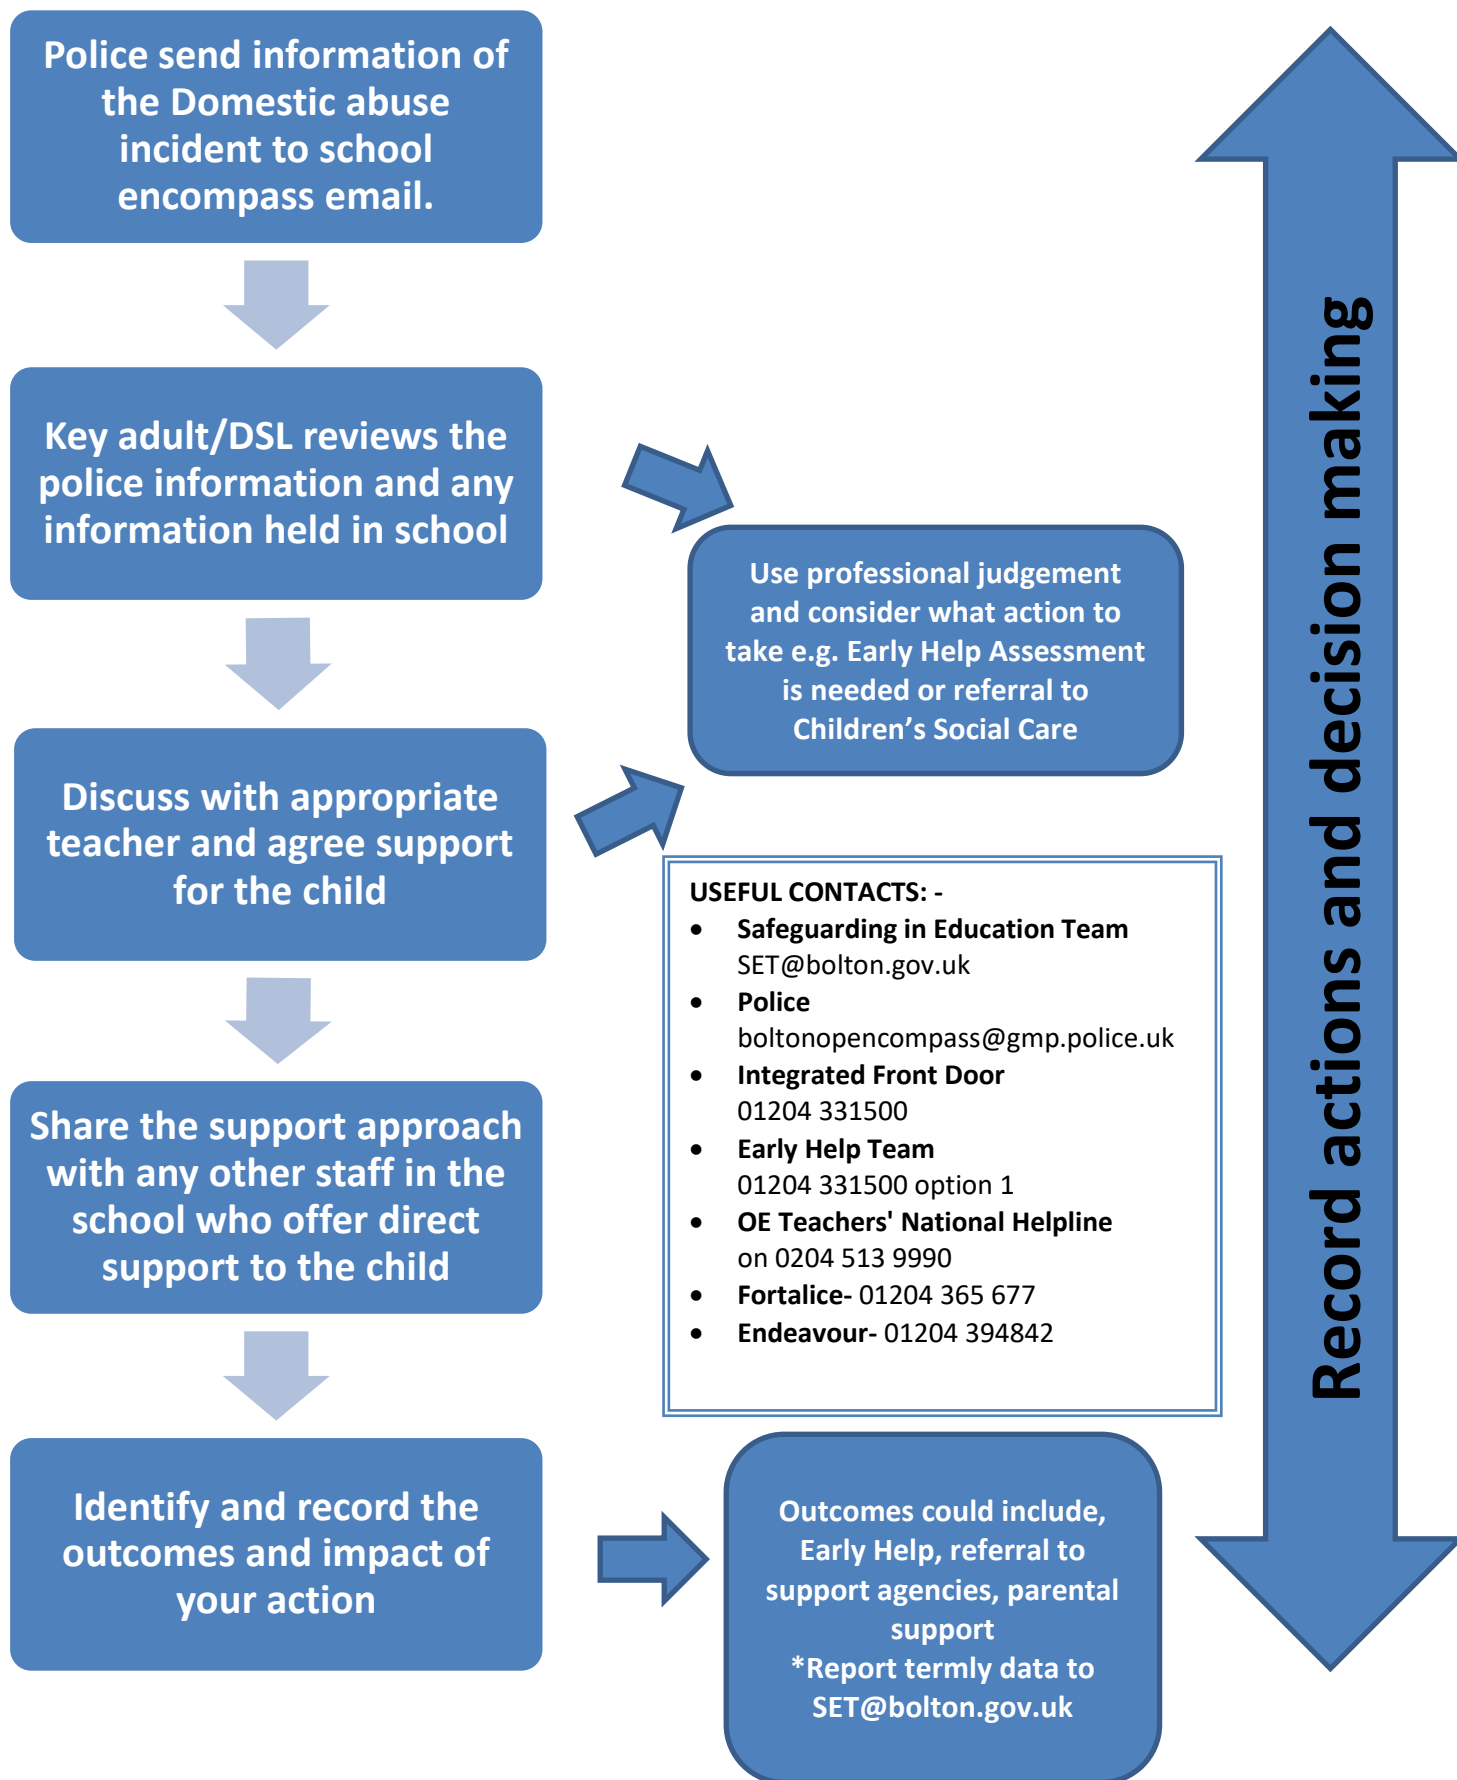 Police send information of
the Domestic abuse
incident to school
encompass email.
Key adult/DSL reviews the
police information and any
information held in school
Use professional judgement
and consider what action to
take e.g. Early Help Assessment
is needed or referral to
Children’s Social Care
Discuss with appropriate
teacher and agree support
for the child
USEFUL CONTACTS: -
• Safeguarding in Education Team
SET@bolton.gov.uk
• Police
boltonopencompass@gmp.police.uk
• Integrated Front Door
01204 331500
• Early Help Team
01204 331500 option 1
• OE Teachers' National Helpline
on 0204 513 9990
• Fortalice- 01204 365 677
• Endeavour- 01204 394842
Share the support approach
with any other staff in the
school who offer direct
support to the child
Identify and record the
outcomes and impact of
your action
Outcomes could include,
Early Help, referral to
support agencies, parental
support
*Report termly data to
SET@bolton.gov.uk
Record actions and decision making